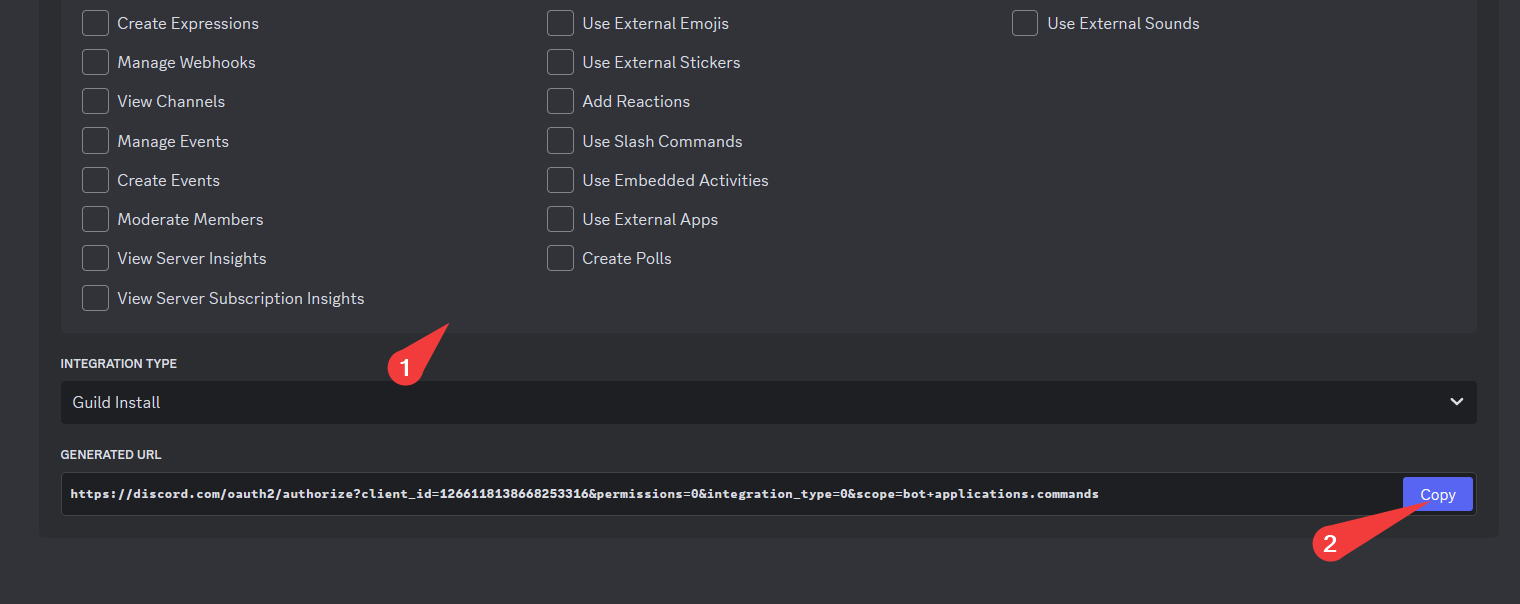 Create Expressions
Use External Emojis
Use External Sounds
Manage Webhooks
Use External Stickers
View Channels
Add Reactions
Manage Events
Use Slash Commands
Create Events
Use Embedded Activities
Moderate Members
Use External Apps
View Server Insights
Create Polls
View Server Subscription Insights
1
INTEGRATION TYPE
Guild Install
GENERATED URL
https://discord.com/oauth2/authorize?client_id=1266118138668253316&permissions=0&integration_type=0&scope=bot+applications.commands
Copy
2